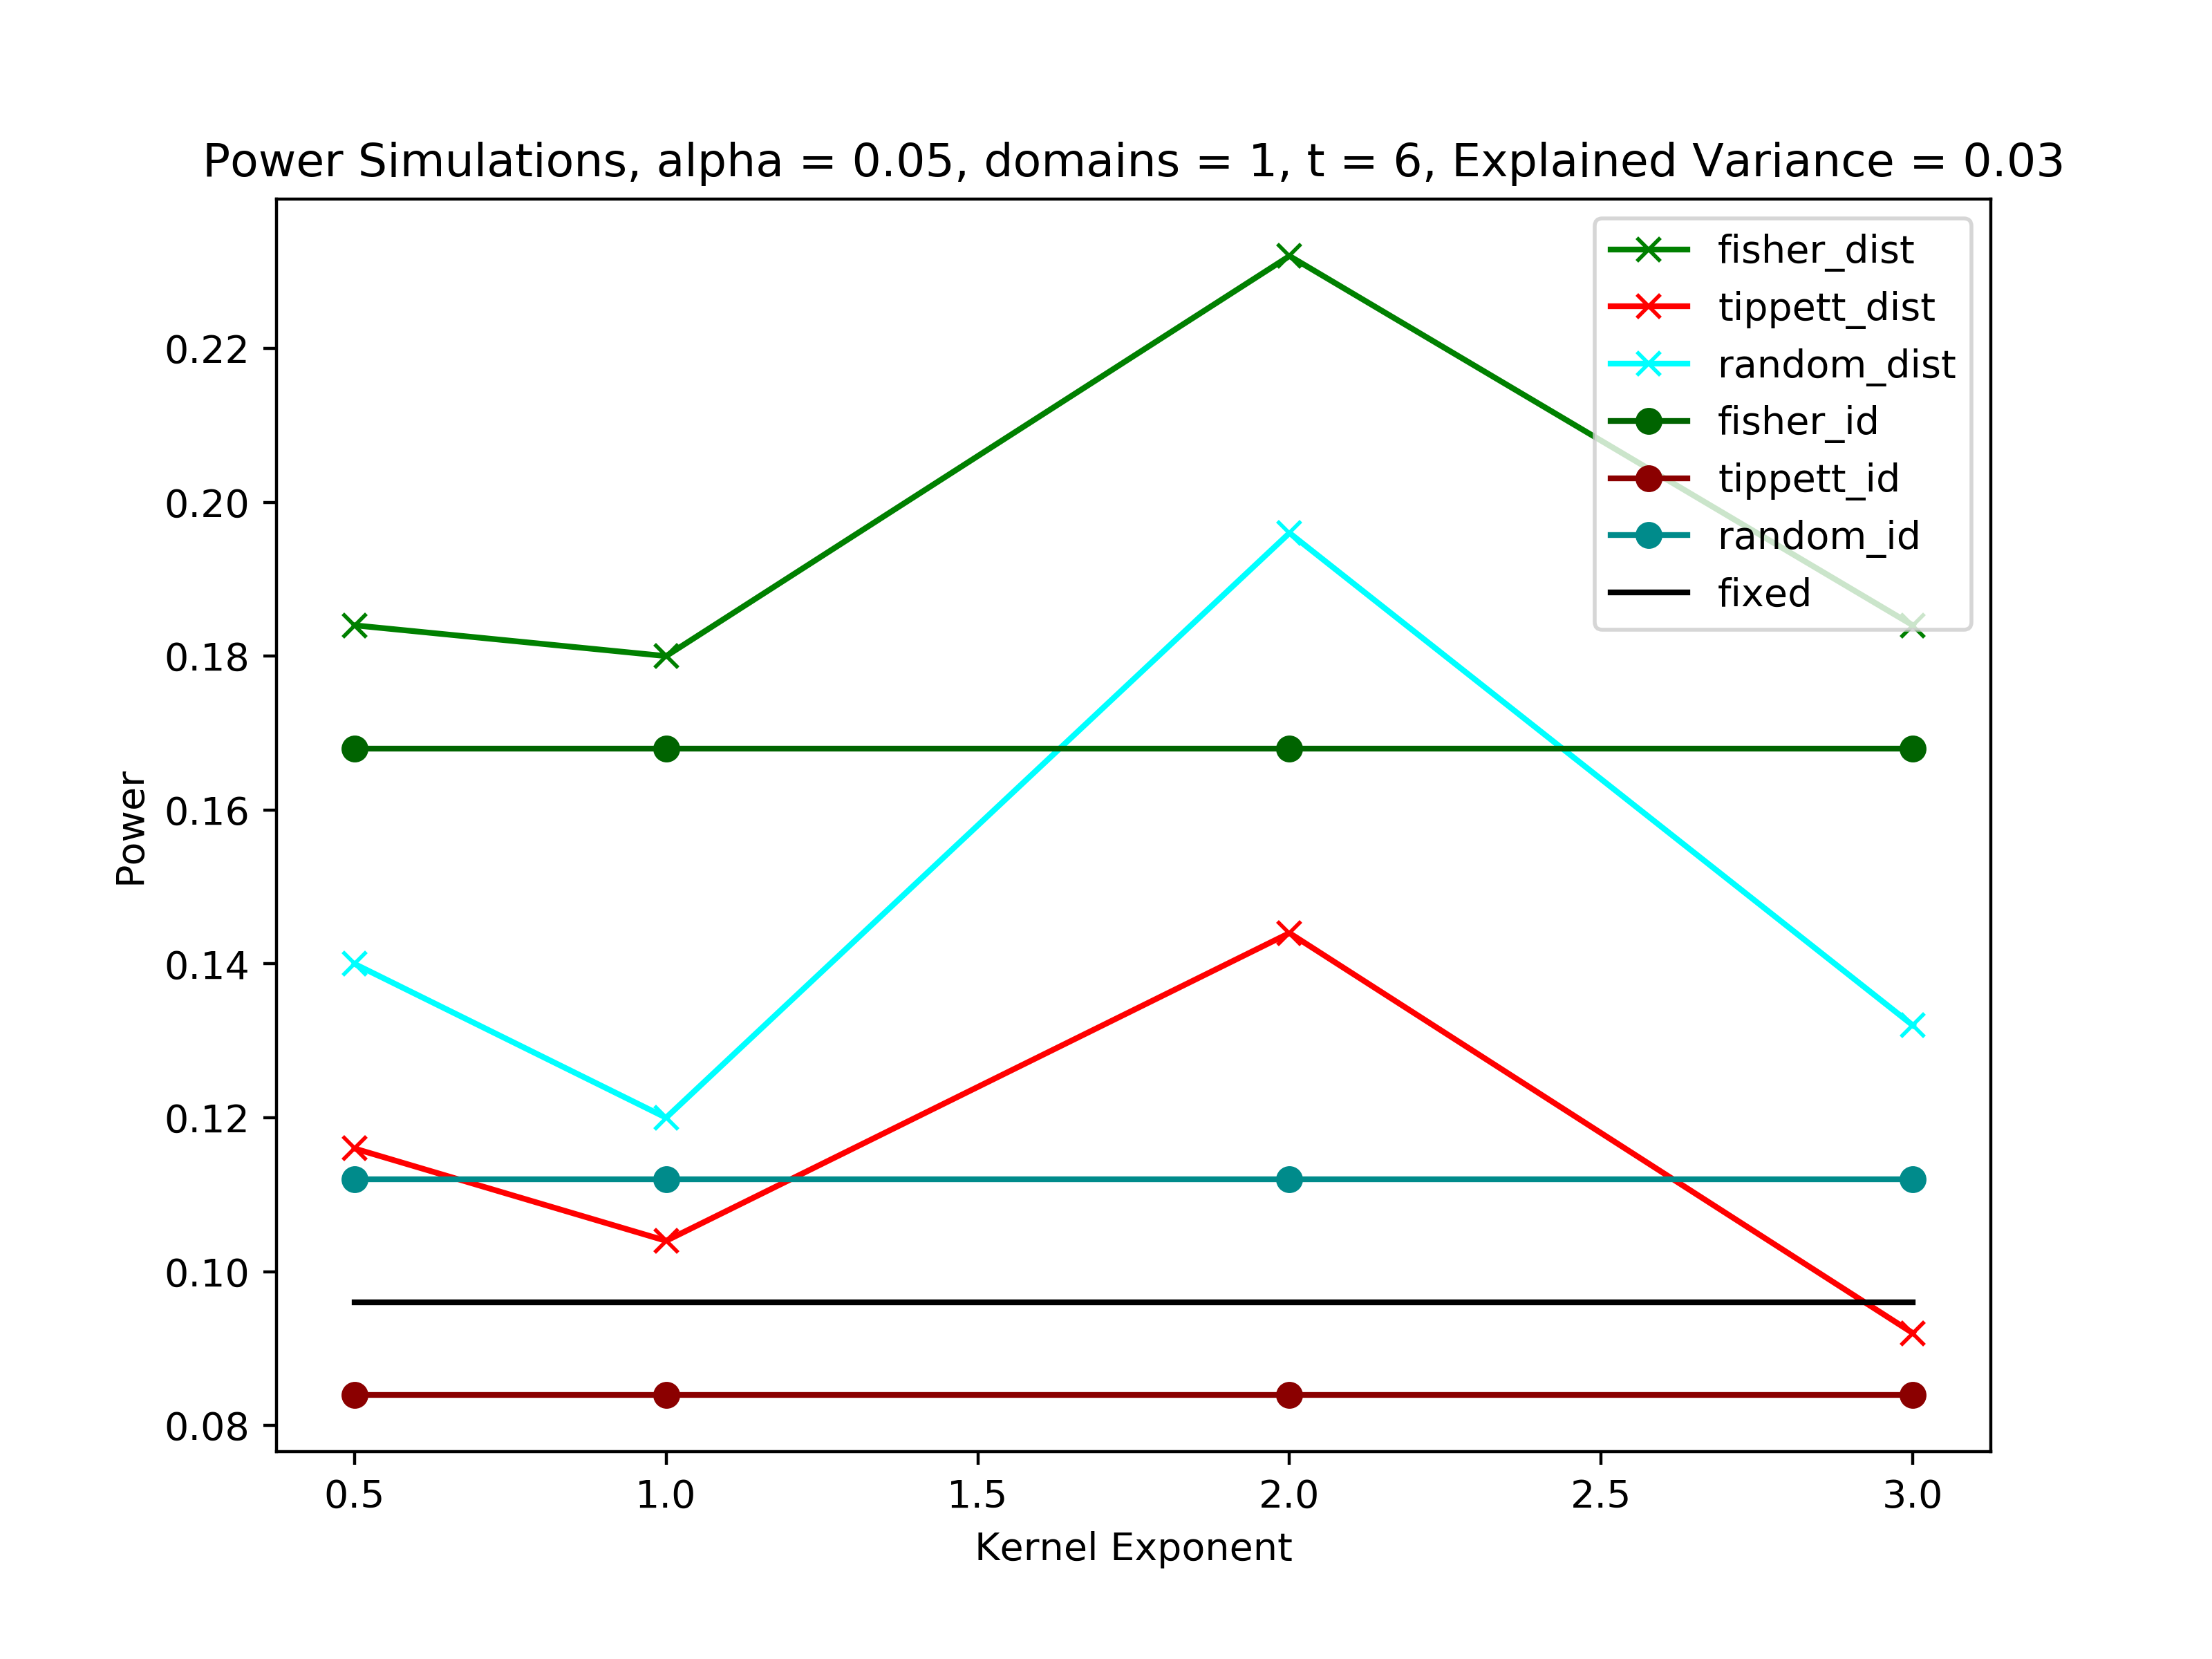 Power Simulations, alpha = 0.05, domains = 1, t = 6, Explained Variance = 0.03
fisher_dist
tippett_dist
random_dist
fisher_id
tippett_id
random_id
fixed
Power
0.22
0.20
0.18
0.16
0.14
0.12
0.10
0.08
0.5 1.0 1.5 2.0 2.5 3.0
Kernel Exponent